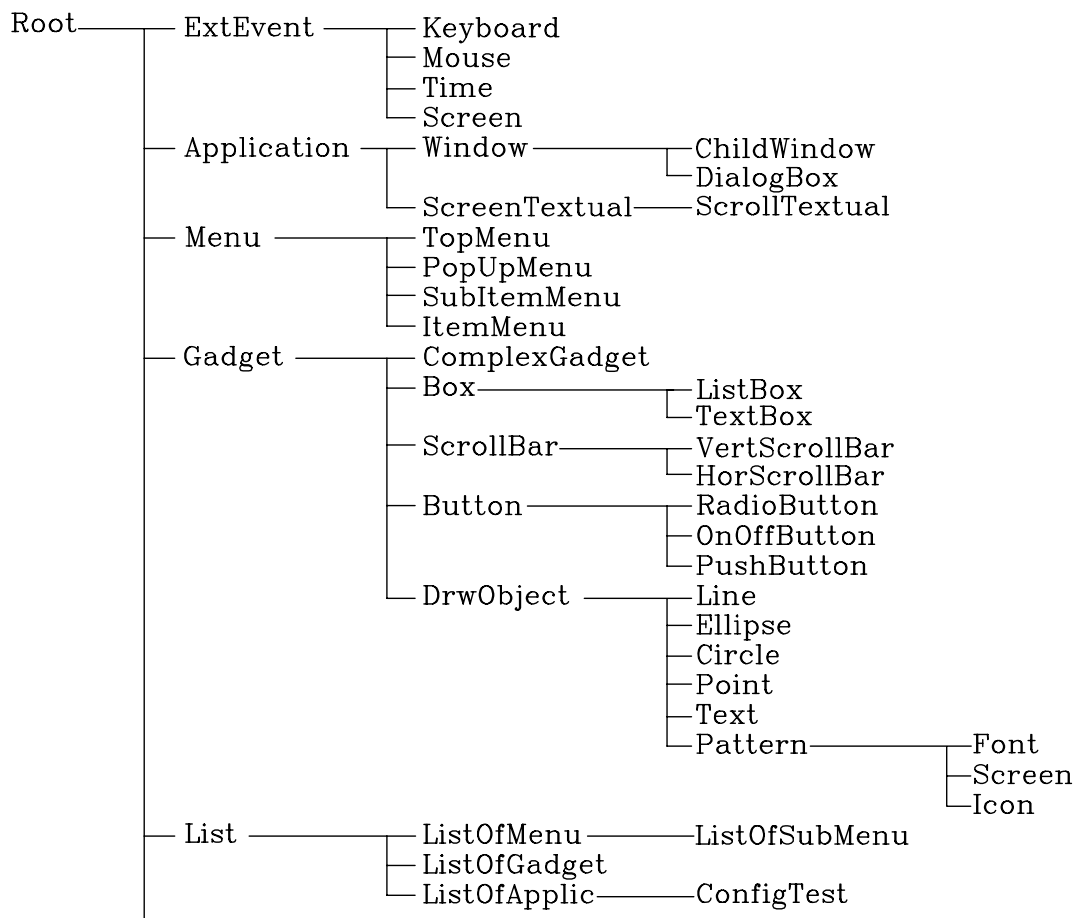 Root ExtEvent Keyboard
Mouse
Time
Screen
Application Window ChildWindow
DialogBox
ScreenTextual ScrollTextual
Menu TopMenu
PopUpMenu
SubItemMenu
ItemMenu
Gadget ComplexGadget
Box ListBox
TextBox
ScrollBar VertScrollBar
HorScrollBar
Button RadioButton
OnOffButton
PushButton
DrwObject Line
Ellipse
Circle
Point
Text
Pattern Font
Screen
Icon
List ListOfMenu ListOfSubMenu
ListOfGadget
ListOfApplic ConfigTest